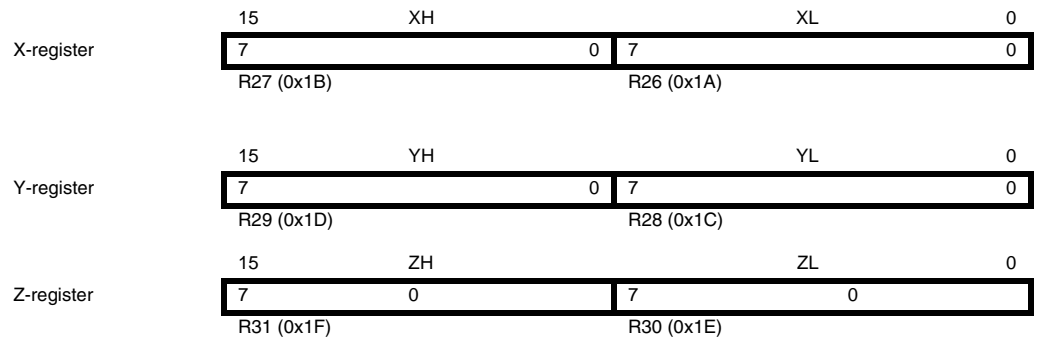 15 XH XL 0
X-register 7 0 7 0
R27 (0x1B) R26 (0x1A)
15 YH YL 0
Y-register 7 0 7 0
R29 (0x1D) R28 (0x1C)
15 ZH ZL 0
Z-register 7 0 7 0
R31 (0x1F) R30 (0x1E)